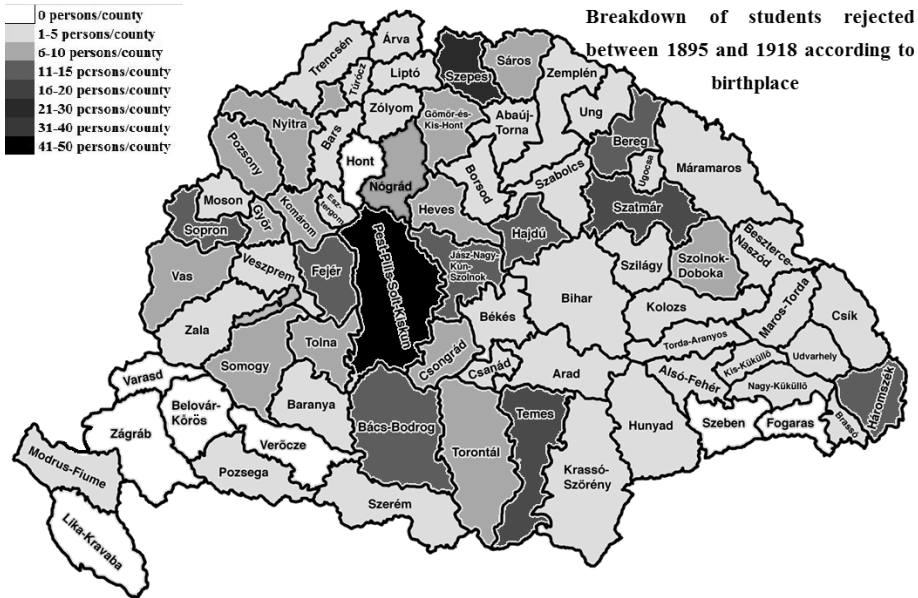 0 persons/county
1-5 persons/county
6-10 persons/county
11-15 persons/county
16-20 persons/county
21-30 persons/county
31-40 persons/county
41-50 persons/county
Breakdown of students rejected
between 1895 and 1918 according to
birthplace
Árva
Trencsén
Túrócz
Liptó
Szepes
Sáros
Zemplén
Zólyom
Gömör-és-
Kis-Hont
Abaúj-
Torna
Ung
Bereg
Ugocsa
Máramaros
Nyitra
Bars
Hont
Pozsony
Nógrád
Borsod
Szabolcs
Szatmár
Moson
Sopron
Győr
Komárom
Esz-
tergom
Heves
Hajdú
Szilágy
Szolnok-
Doboka
Beszterce-
Naszód
Vas
Veszprem
Fejér
Pest-Pilis-Solt-Kiskun
Jász-Nagy-
Kún-
Szolnok
Bihar
Kolozs
Maros-Torda
Csík
Zala
Somogy
Tolna
Békés
Csongrád
Csanád
Arad
Torda-Aranyos
Kis-Küküllő
Udvarhely
Alsó-Fehér
Nagy-Küküllő
Háromszék
Brassó
Varasd
Belovár-
Körös
Zágráb
Baranya
Bács-Bodrog
Torontál
Temes
Hunyad
Szeben
Fogaras
Verőcze
Krassó-
Szörény
Modrus-Fiume
Pozsega
Szerém
Lika-Kravaba